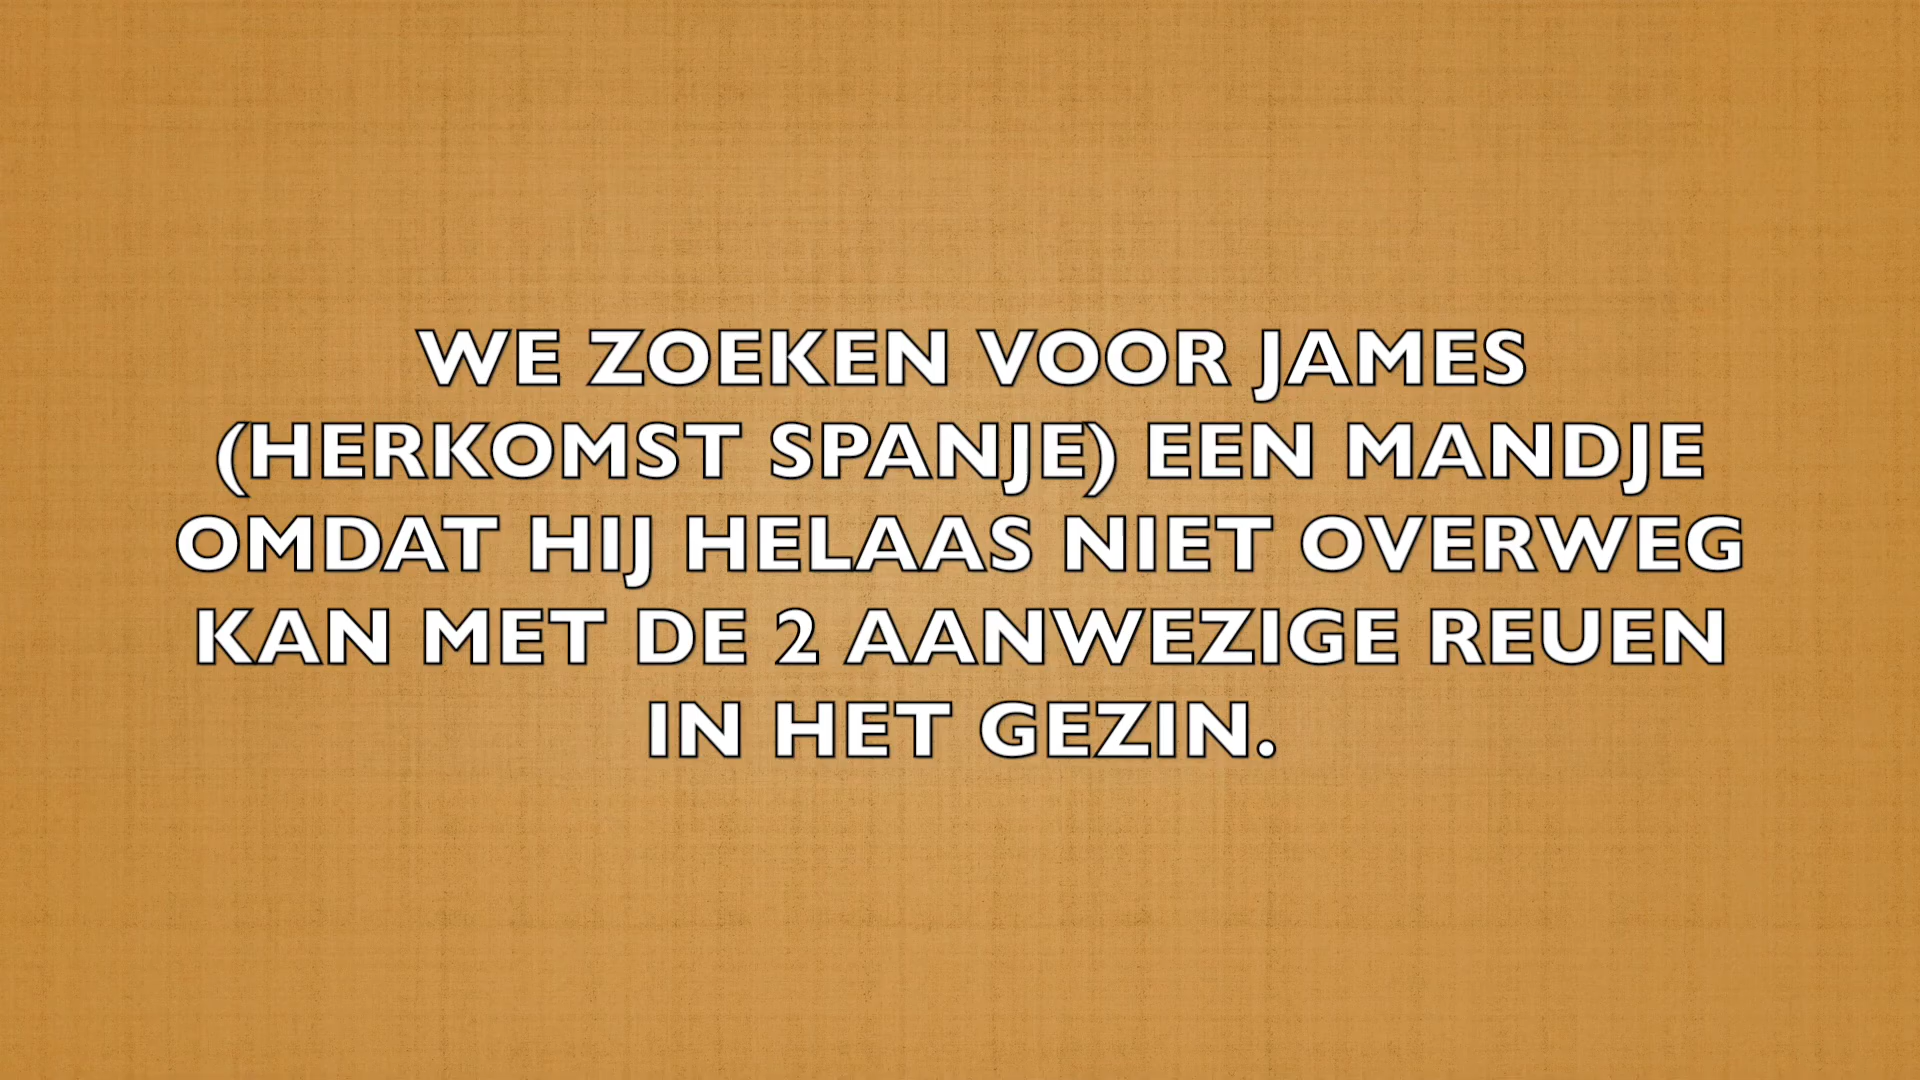 WE ZOEKEN VOOR JAMES
(HERKOMST SPANJE) EEN MANDJE
OMDAT HIJ HELAAS NIET OVERWEG
KAN MET DE 2 AANWEZIGE REUEN
IN HET GEZIN.